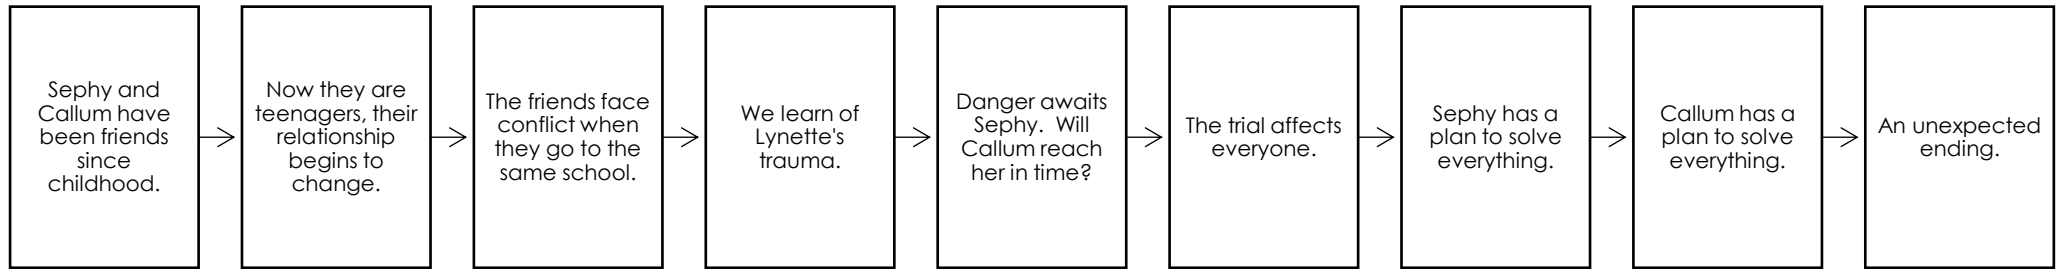 Sephy and
Callum have
been friends
since
childhood.
Now they are
teenagers, their
relationship
begins to
change.
The friends face
conflict when
they go to the
same school.
We learn of
Lynette's
trauma.
Danger awaits
Sephy.  Will
Callum reach
her in time?
The trial affects
everyone.
Sephy has a
plan to solve
everything.
Callum has a
plan to solve
everything.
An unexpected
ending.